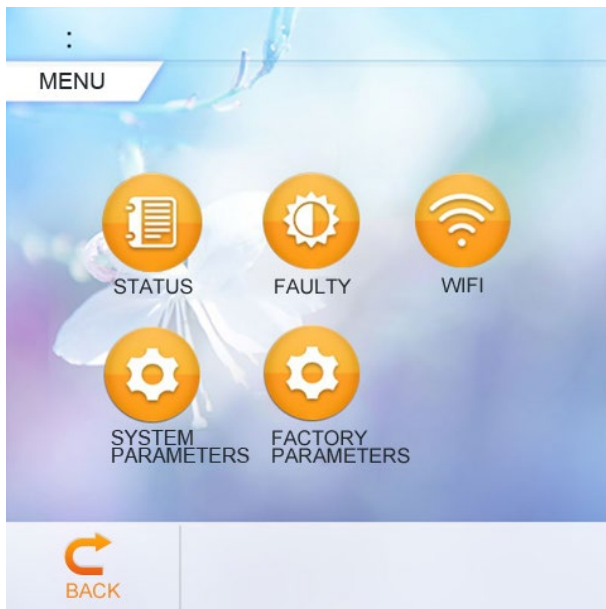 :
MENU
STATUS
FAULTY
WIFI
SYSTEM
PARAMETERS
FACTORY
PARAMETERS
BACK